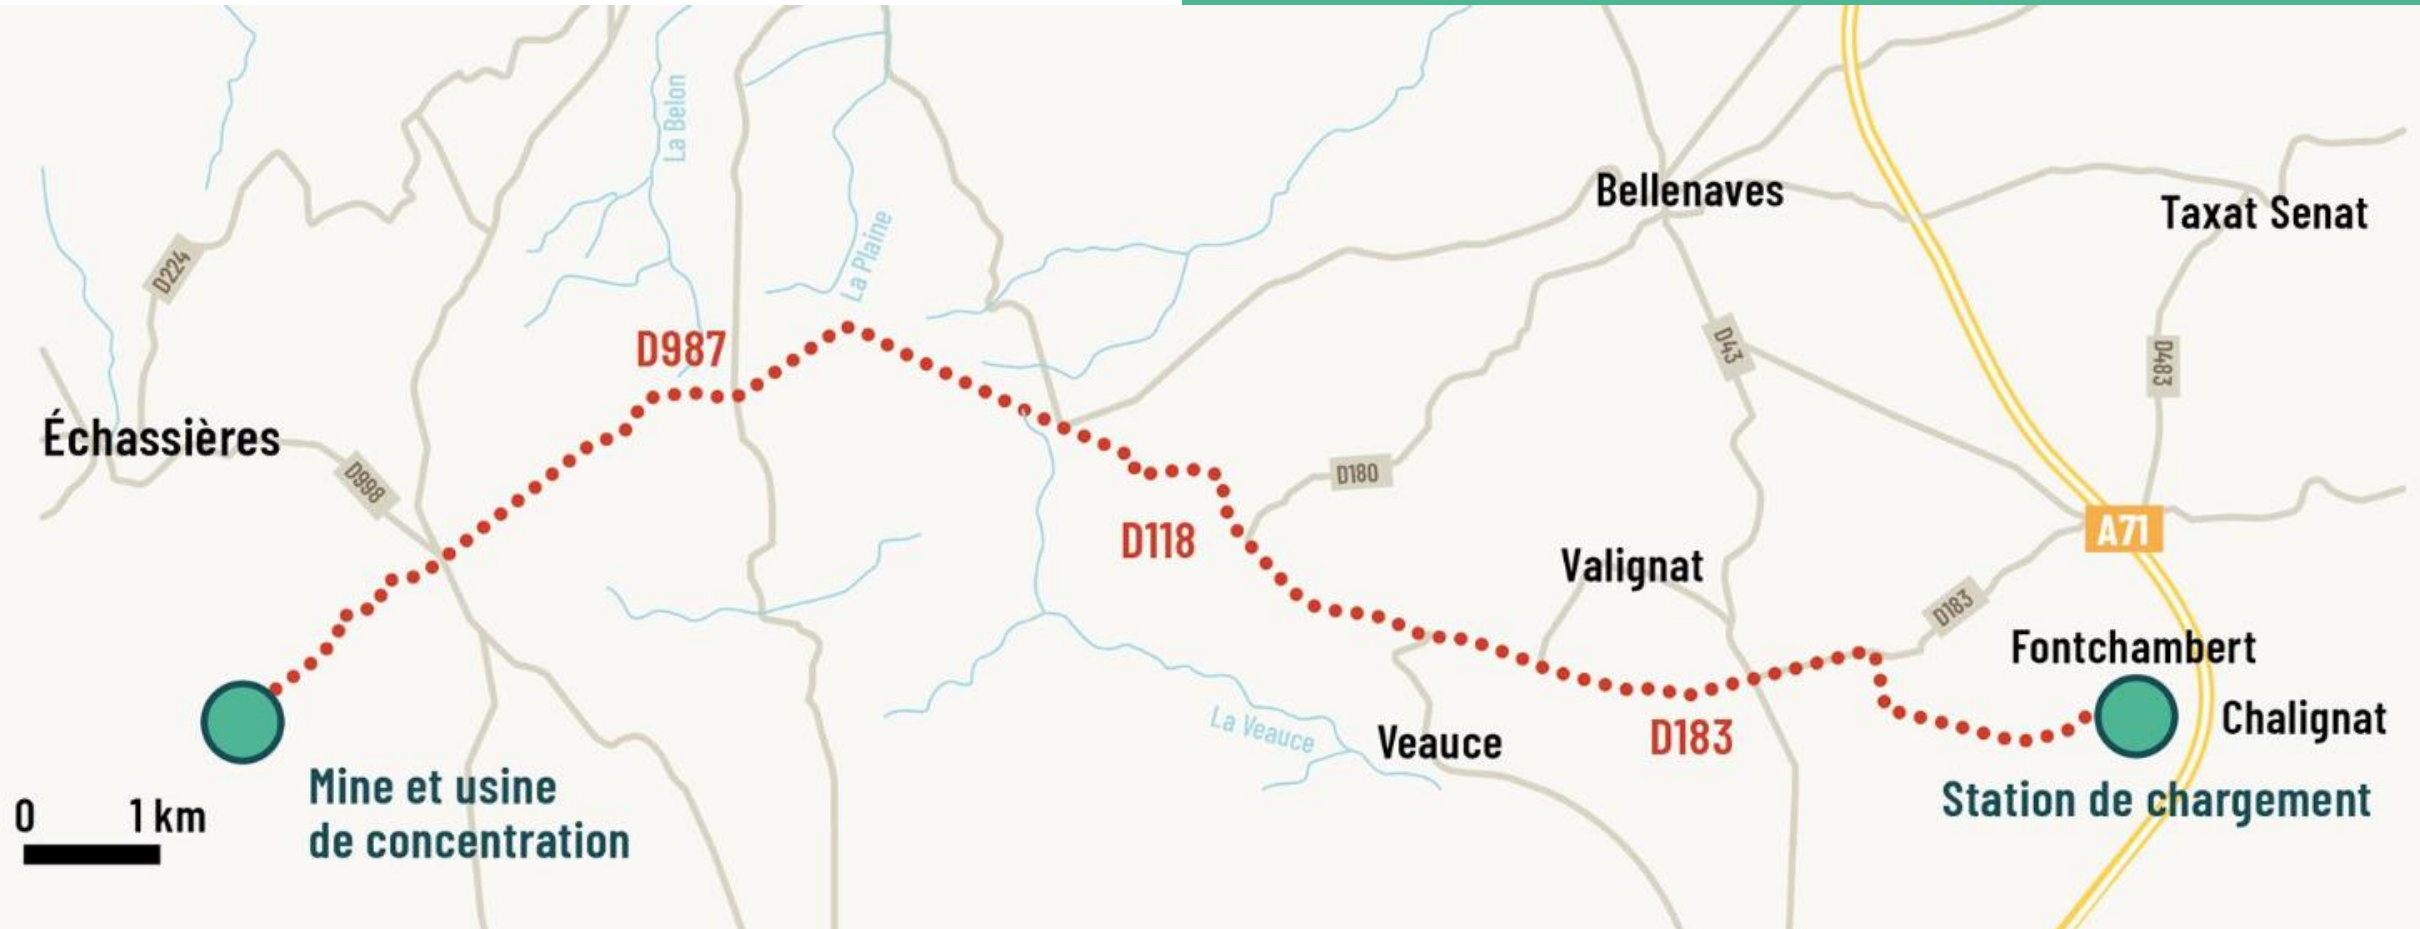 La Belon
Bellenaves
Taxat Senat
D224
La Plaine
D987
D43
D483
Échassières
D998
D180
A71
D118
Valignat
D183
Fontchambert
La Veauce
Veauce
D183
Chalignat
Mine et usine
de concentration
Station de chargement
0 1 km